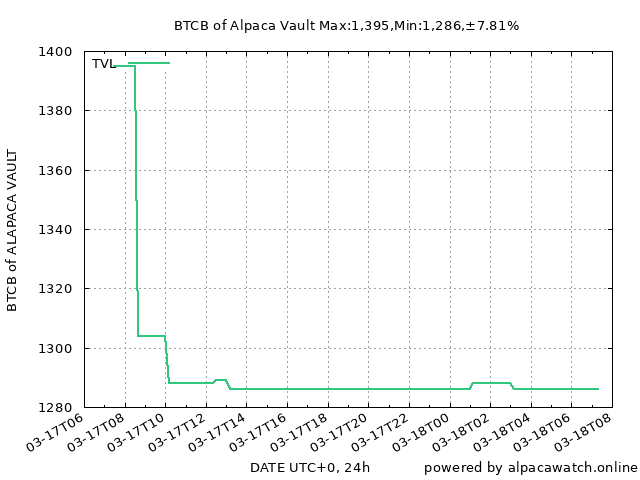 BTCB of Alpaca Vault Max:1,395,Min:1,286,±7.81%
TVL
1400
1380
1360
1340
1320
1300
1280
BTCB of ALAPACA VAULT
03-17T06
03-17T08
03-17T10
03-17T12
03-17T14
03-17T16
03-17T18
03-17T20
03-17T22
03-18T00
03-18T02
03-18T04
03-18T06
03-18T08
DATE UTC+0, 24h
powered by alpacawatch.online